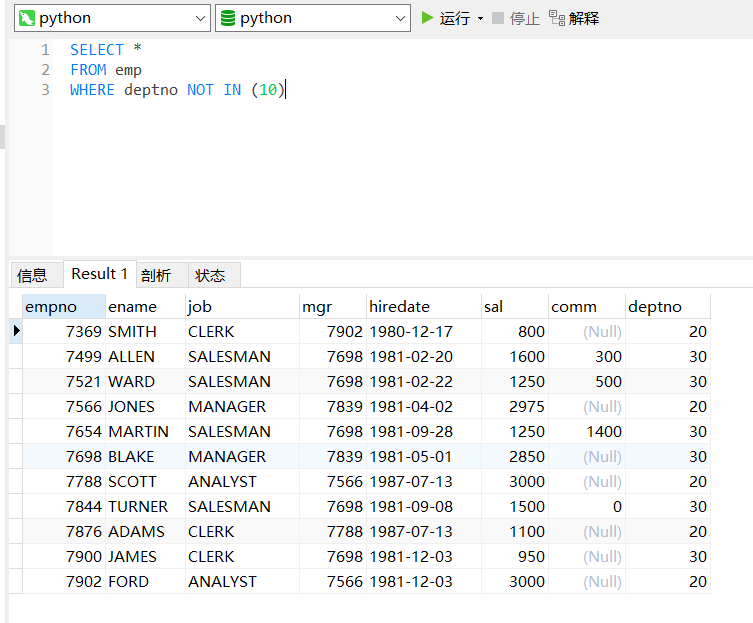 python python 运行 停止 解释
1 SELECT *
2 FROM emp
3 WHERE deptno NOT IN (10)
信息 Result 1 剖析 状态
empno ename job mgr hiredate sal comm deptno
7369 SMITH CLERK 7902 1980-12-17 800 (Null) 20
7499 ALLEN SALESMAN 7698 1981-02-20 1600 300 30
7521 WARD SALESMAN 7698 1981-02-22 1250 500 30
7566 JONES MANAGER 7839 1981-04-02 2975 (Null) 20
7654 MARTIN SALESMAN 7698 1981-09-28 1250 1400 30
7698 BLAKE MANAGER 7839 1981-05-01 2850 (Null) 30
7788 SCOTT ANALYST 7566 1987-07-13 3000 (Null) 20
7844 TURNER SALESMAN 7698 1981-09-08 1500 0 30
7876 ADAMS CLERK 7788 1987-07-13 1100 (Null) 20
7900 JAMES CLERK 7698 1981-12-03 950 (Null) 30
7902 FORD ANALYST 7566 1981-12-03 3000 (Null) 20